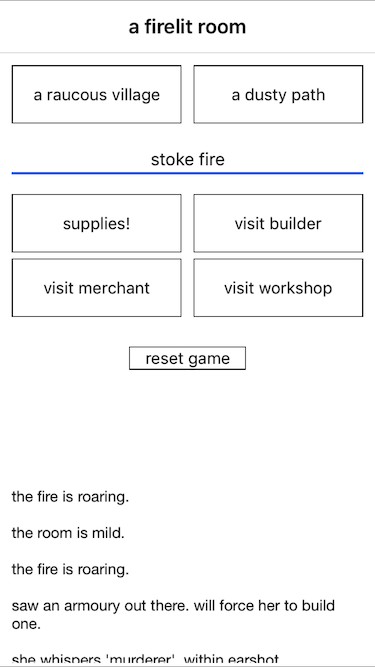 a firelit room
a raucous village
a dusty path
stoke fire
supplies!
visit builder
visit merchant
visit workshop
reset game
the fire is roaring.
the room is mild.
the fire is roaring.
saw an armoury out there. will force her to build
one.
she whispers 'murderer'. within earshot